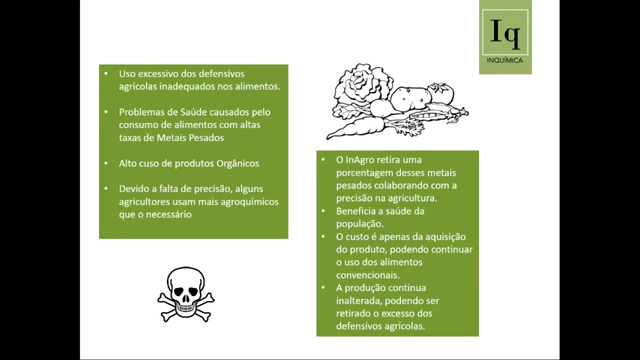 Iq
INQUÍMICA
• Uso excessivo dos defensívos
agrícolas inadequados nos alimentos.
• Problemas de Saúde causados pelo
consumo de alimentos com altas
taxas de Metais Pesados
• Alto cuso de produtos Orgânicos
• Devido a falta de precisão, alguns
agricultores usam mais agroquímicos
que o necessário
• O InAgro retira uma
porcentagem desses metais
pesados colaborando com a
precisão na agricultura.
• Beneficia a saúde da
população.
• O custo é apenas da aquisição
do produto, podendo continuar
o uso dos alimentos
convencionais.
• A produção continua
inalterada, podendo ser
retirado o excesso dos
defensívos agrícolas.